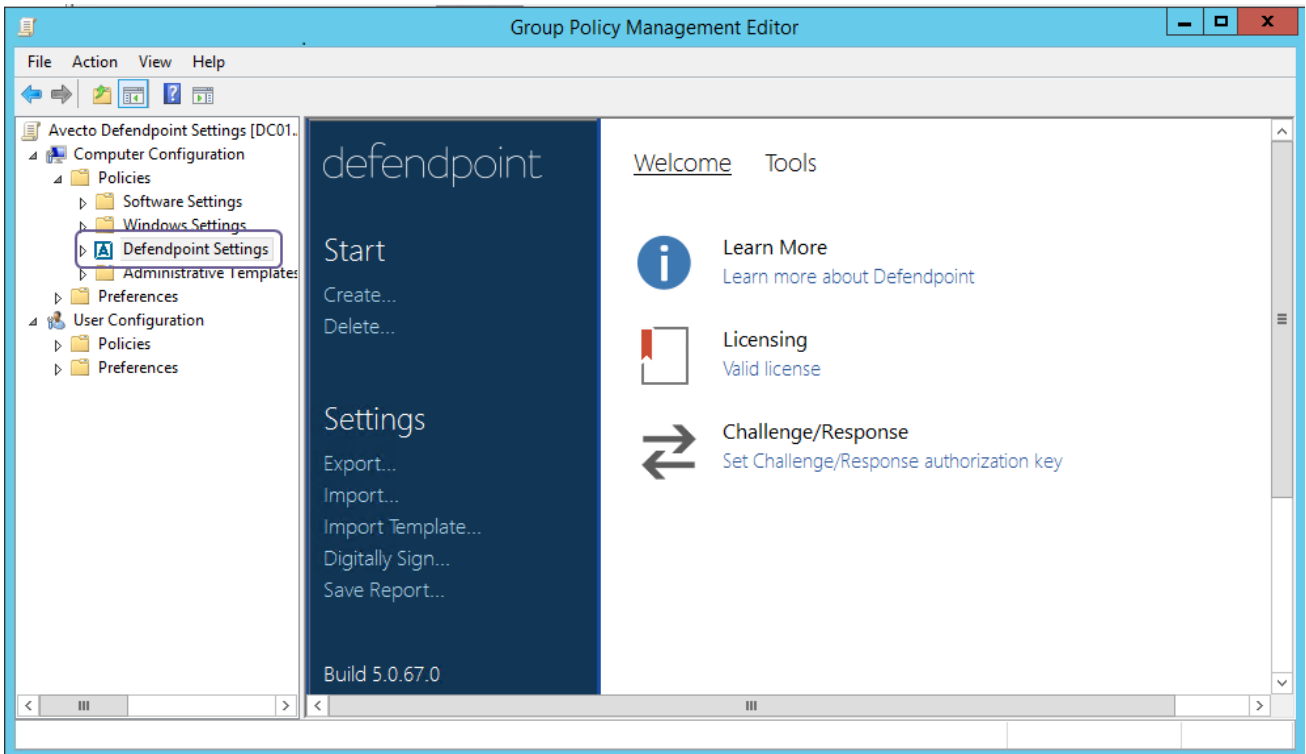 Group Policy Management Editor
File Action View Help
Avecto Defendpoint Settings [DC01..
Computer Configuration
Policies
Software Settings
Windows Settings
Defendpoint Settings
Administrative Templates
Preferences
User Configuration
Policies
Preferences
defendpoint
Start
Create...
Delete...
Settings
Export...
Import...
Import Template...
Digitally Sign...
Save Report...
Build 5.0.67.0
Welcome Tools
Learn More
Learn more about Defendpoint
Licensing
Valid license
Challenge/Response
Set Challenge/Response authorization key